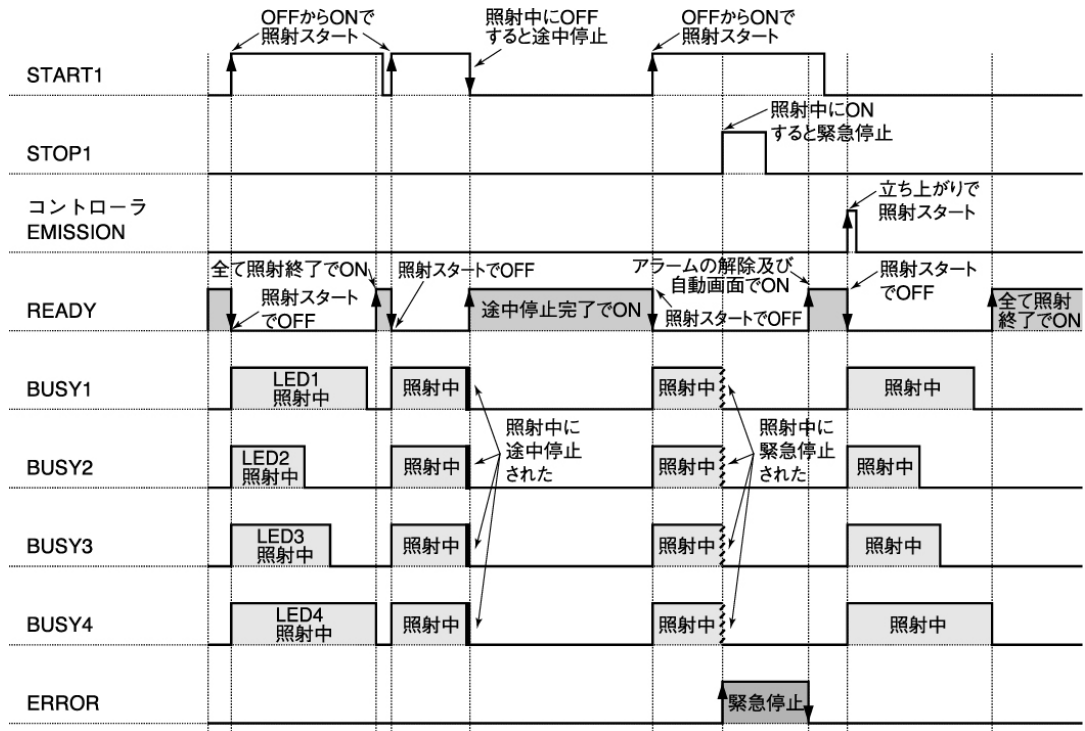 OFFからONで
照射スタート
照射中にOFF
すると途中停止
OFFからONで
照射スタート
START1
照射中にON
すると緊急停止
STOP1
コントローラ
EMISSION
立ち上がりで
照射スタート
全て照射終了でON
照射スタートでOFF
アラームの解除及び
自動画面でON
照射スタート
でOFF
READY
照射スタート
でOFF
途中停止完了でON
照射スタートでOFF
全て照射
終了でON
BUSY1
LED1
照射中
照射中
照射中
照射中
照射中に
途中停止
された
照射中に
緊急停止
された
BUSY2
LED2
照射中
照射中
照射中
照射中
BUSY3
LED3
照射中
照射中
照射中
照射中
BUSY4
LED4
照射中
照射中
照射中
照射中
ERROR
緊急停止